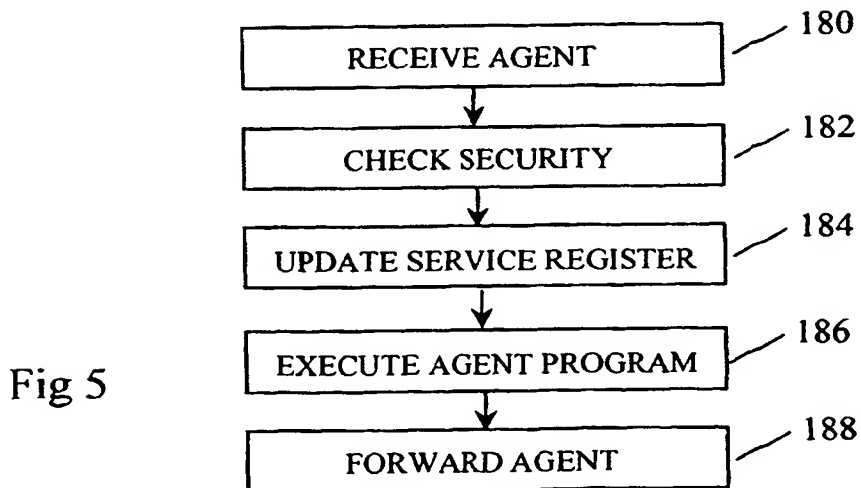 180
RECEIVE AGENT
182
CHECK SECURITY
184
UPDATE SERVICE REGISTER
186
EXECUTE AGENT PROGRAM
Fig 5
188
FORWARD AGENT